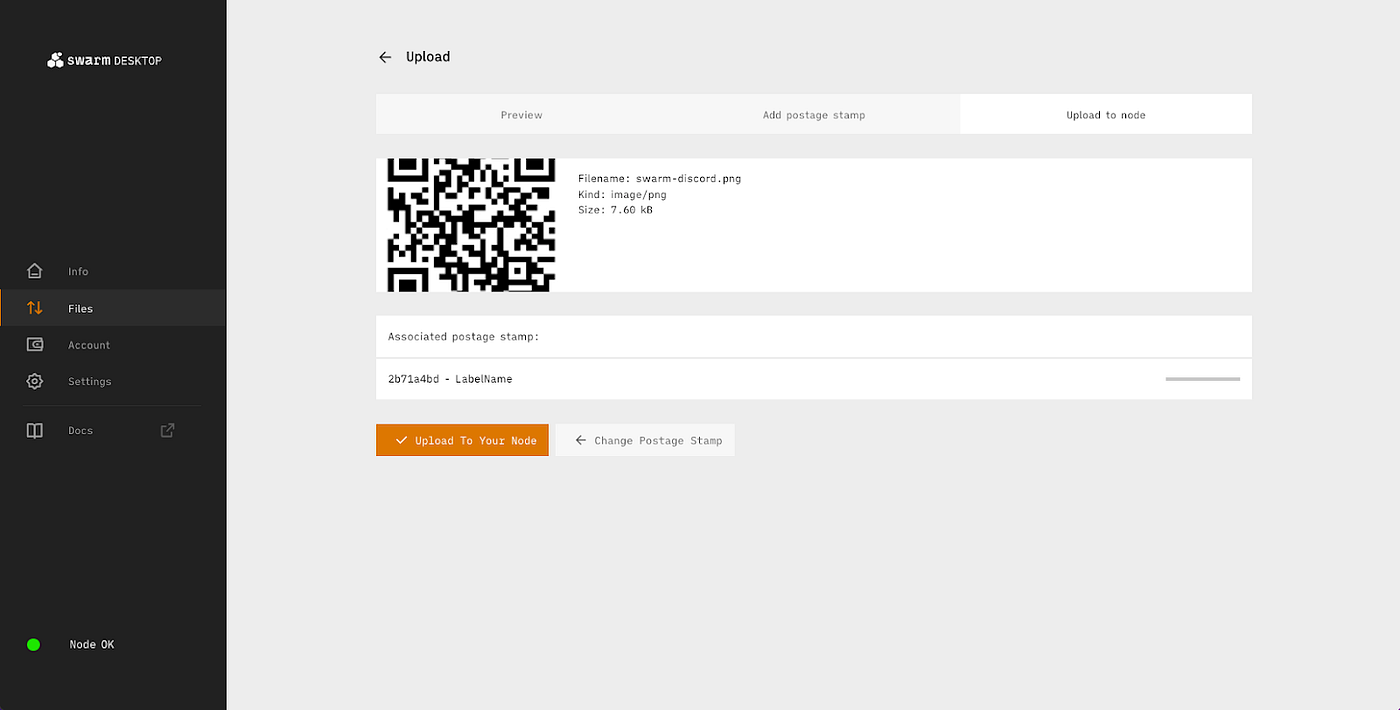 swarm DESKTOP
Info
Files
Account
Settings
Docs
Node OK
Upload
Preview
Add postage stamp
Upload to node
Filename: swarm-discord.png
Kind: image/png
Size: 7.60 kB
Associated postage stamp:
2b71a4bd - LabelName
Upload To Your Node
Change Postage Stamp